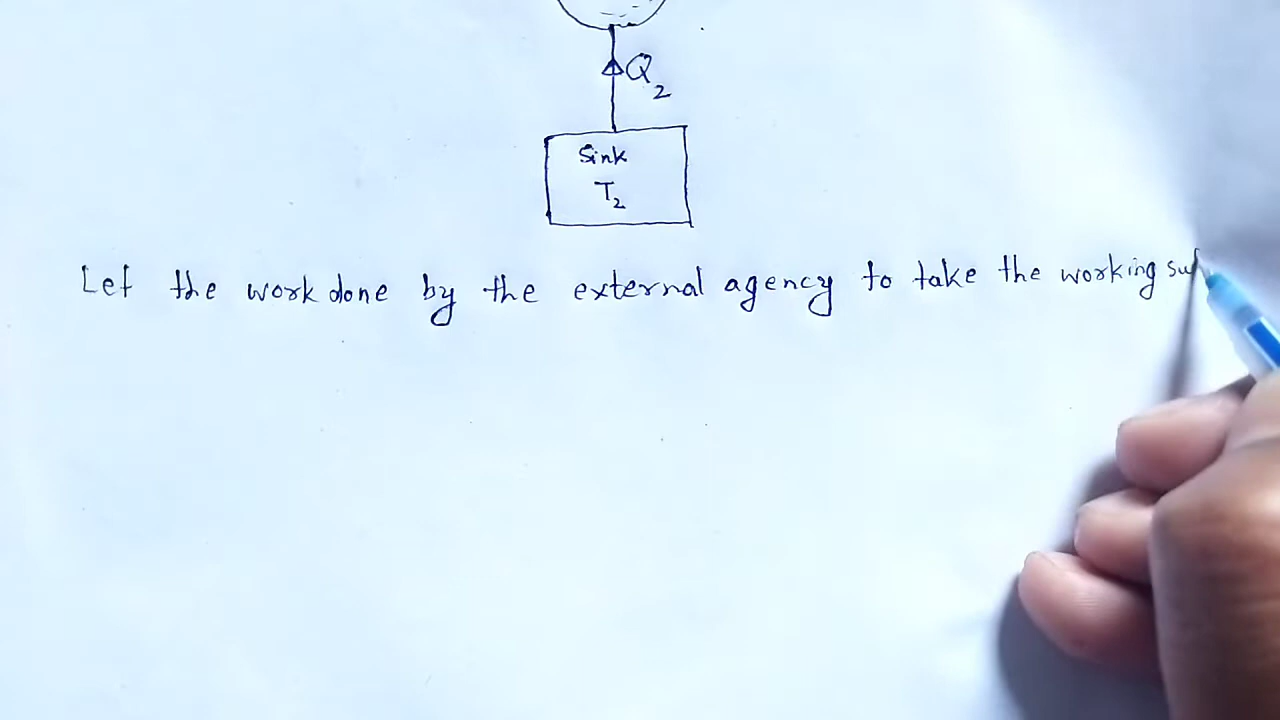 Q2
Sink
T2
Let the work done by the external agency to take the working